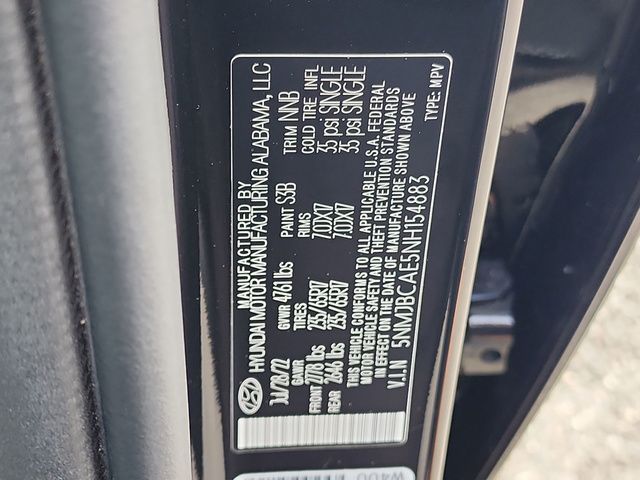 MANUFACTURED BY
HYUNDAI MOTOR MANUFACTURING ALABAMA, LLC
Jul/28/22 GVWR 4761 lbs PAINT S3B TRIM NNB
GAWR TIRES RIMS COLD TIRE INFL
FRONT 2778 lbs 235/65R17 7.0JX17 35 psi SINGLE
REAR 2646 lbs 235/65R17 7.0JX17 35 psi SINGLE
THIS VEHICLE CONFORMS TO ALL APPLICABLE U.S.A. FEDERAL
MOTOR VEHICLE SAFETY AND THEFT PREVENTION STANDARDS
IN EFFECT ON THE DATE OF MANUFACTURE SHOWN ABOVE
V.I.N 5NMJBCAE5NH154883 TYPE: MPV